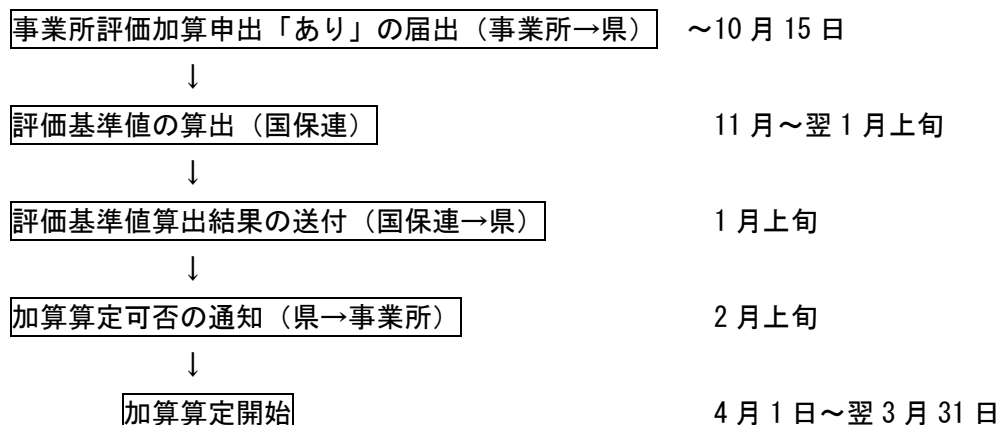 事業所評価加算申出「あり」の届出（事業所→県） ～10 月 15 日
↓
評価基準値の算出（国保連） 11 月～翌 1 月上旬
↓
評価基準値算出結果の送付（国保連→県） 1 月上旬
↓
加算算定可否の通知（県→事業所） 2 月上旬
↓
加算算定開始 4 月 1 日～翌 3 月 31 日